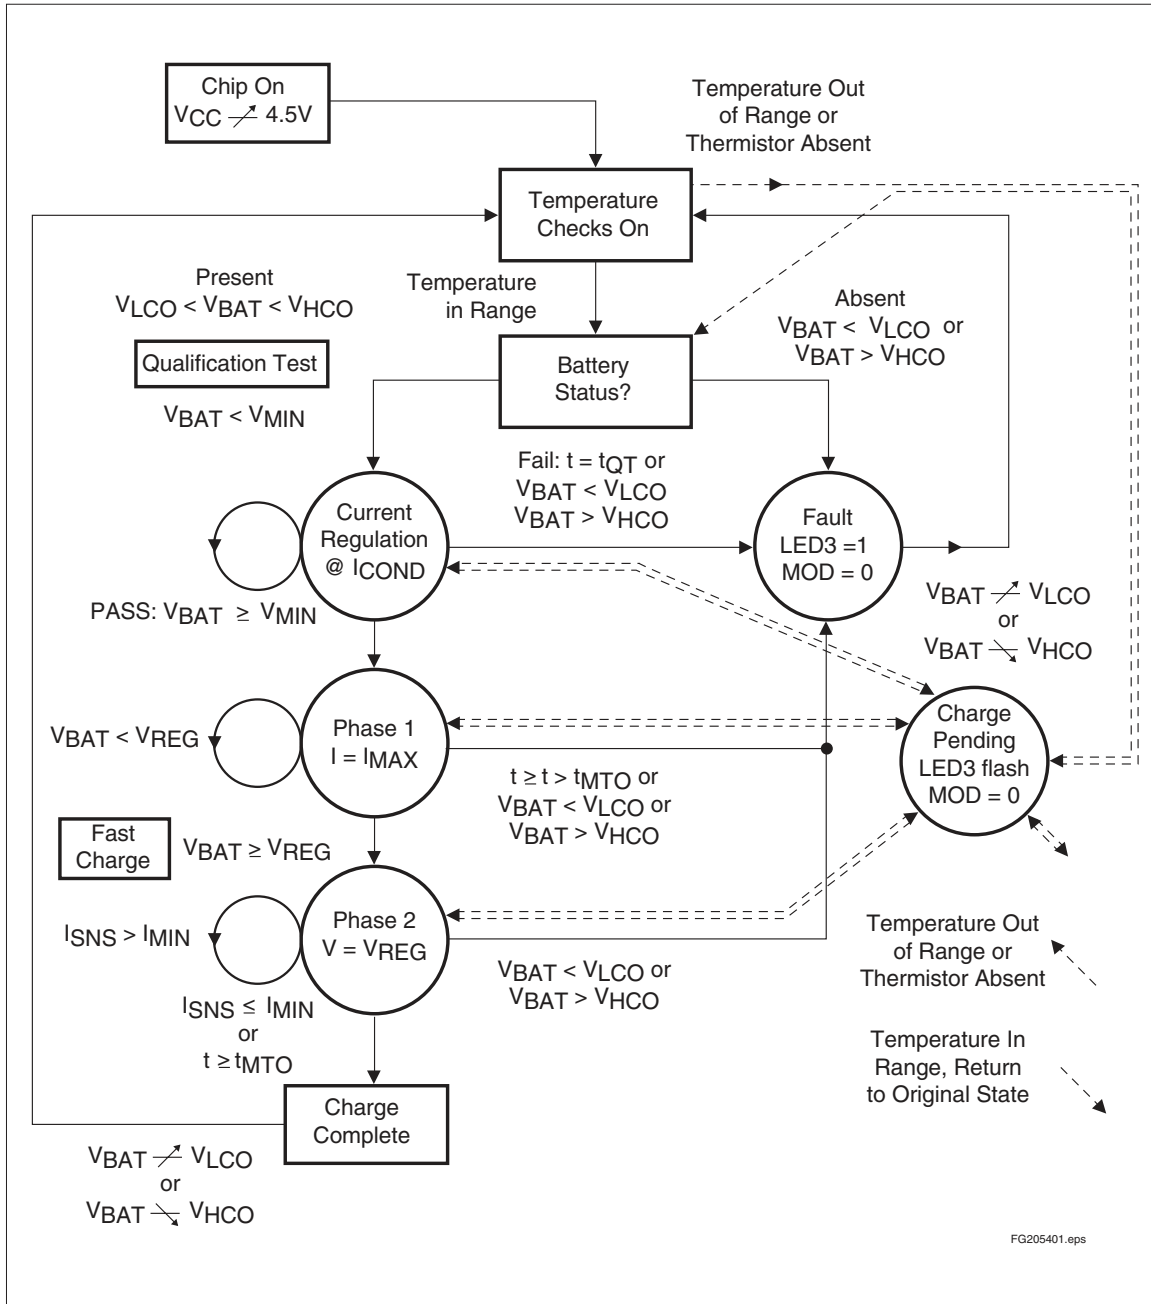 Chip On
VCC 4.5V
Temperature Out
of Range or
Thermistor Absent
Temperature
Checks On
Present
VLCO < VBAT < VHCO
Temperature
in Range
Absent
VBAT < VLCO or
VBAT > VHCO
Qualification Test
Battery
Status?
VBAT < VMIN
Fail: t = tQT or
VBAT < VLCO
VBAT > VHCO
Current
Regulation
@ ICOND
Fault
LED3 =1
MOD = 0
PASS: VBAT ≥ VMIN
VBAT VLCO
or
VBAT VHCO
VBAT < VREG
Phase 1
I = IMAX
Charge
Pending
LED3 flash
MOD = 0
t ≥ t > tMTO or
VBAT < VLCO or
VBAT > VHCO
Fast
Charge
VBAT ≥ VREG
ISNS > IMIN
Phase 2
V = VREG
VBAT < VLCO or
VBAT > VHCO
Temperature Out
of Range or
Thermistor Absent
ISNS ≤ IMIN
or
t ≥ tMTO
Temperature In
Range, Return
to Original State
Charge
Complete
VBAT VLCO
or
VBAT VHCO
FG205401.eps